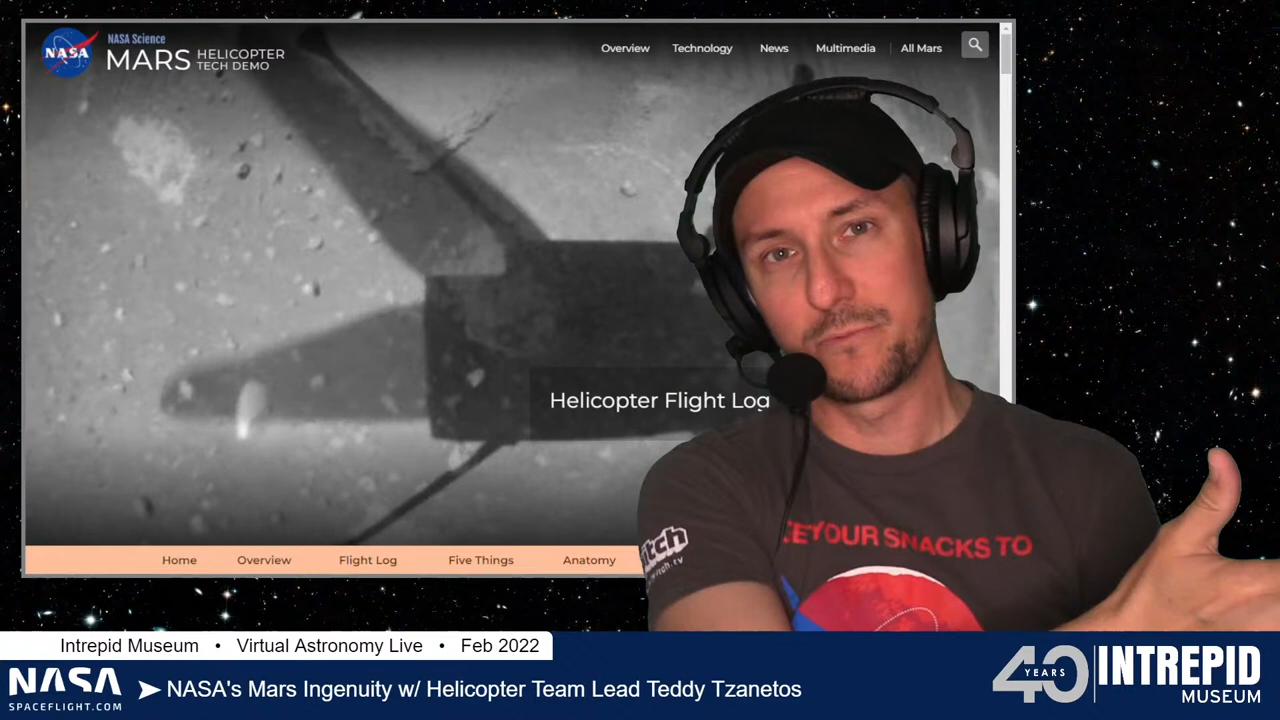 NASA
NASA Science
MARS HELICOPTER
TECH DEMO
Overview Technology News Multimedia All Mars
Helicopter Flight Log
Home Overview Flight Log Five Things Anatomy
YOUR SNACKS TO
Intrepid Museum • Virtual Astronomy Live • Feb 2022
NASA
SPACEFLIGHT.COM
➤ NASA's Mars Ingenuity w/ Helicopter Team Lead Teddy Tzanetos
40
YEARS
INTREPID
MUSEUM